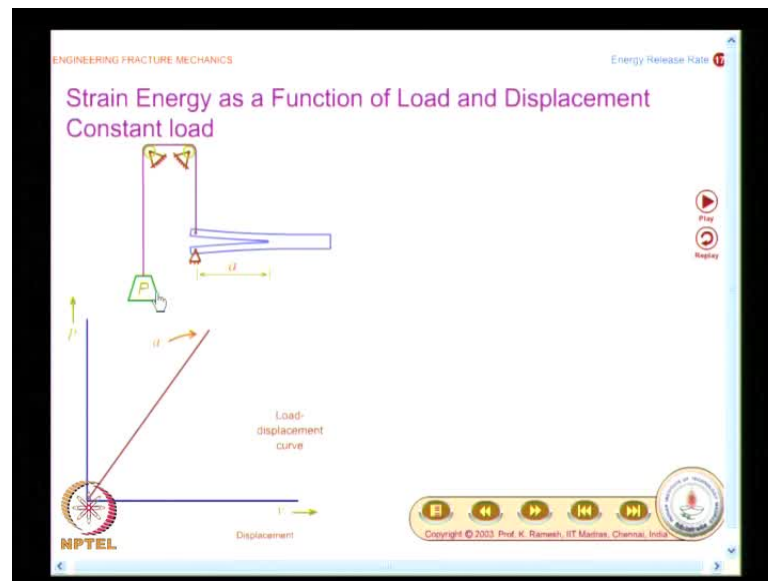 ENGINEERING FRACTURE MECHANICS
Energy Release Rate 17
Strain Energy as a Function of Load and Displacement
Constant load
Play
Replay
a
P
P
a
Load-
displacement
curve
Displacement
NPTEL
Copyright © 2003 Prof. K. Ramesh, IIT Madras, Chennai, India